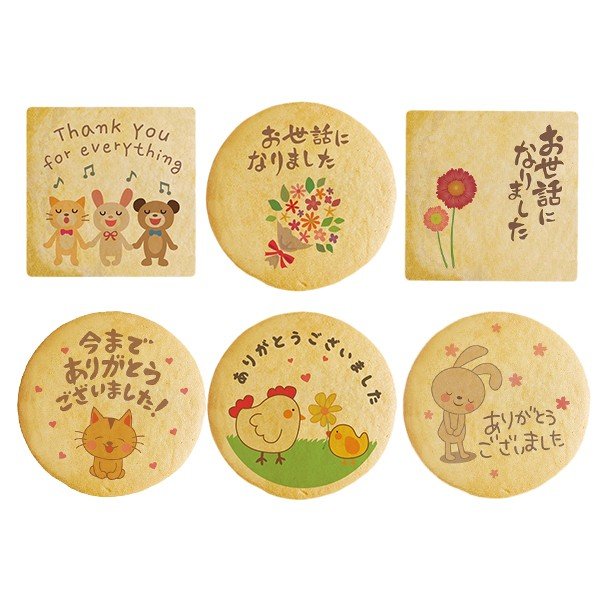 Thank You
for everything
お世話に
なりました
お世話に
なりました
今まで
ありがとう
ございました!
ありがとうございました
ありがとう
ございました